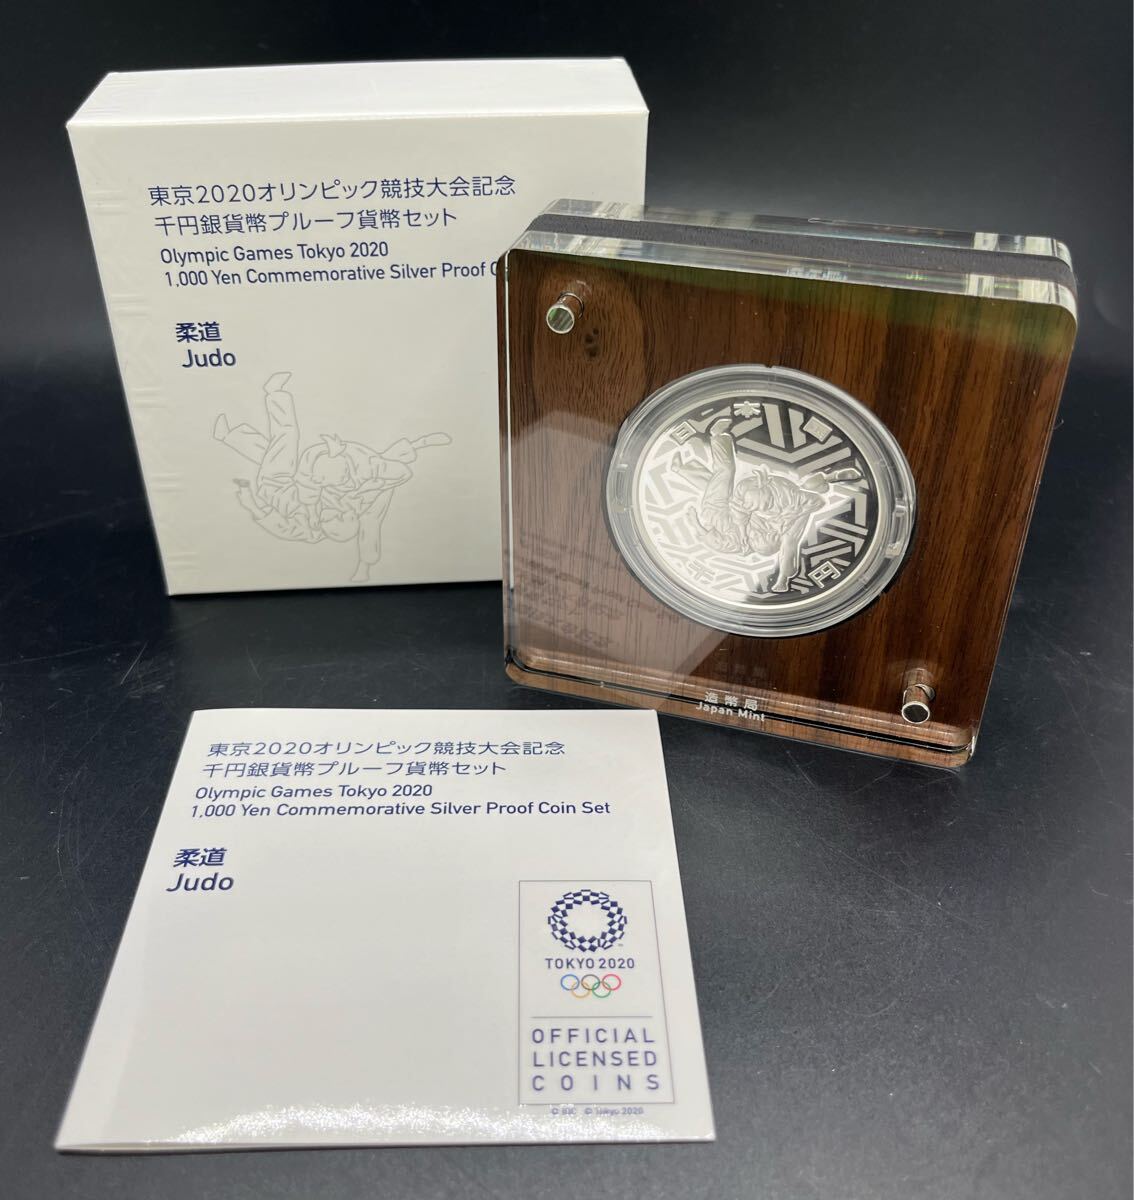 東京2020オリンピック競技大会記念
千円銀貨幣プルーフ貨幣セット
Olympic Games Tokyo 2020
1,000 Yen Commemorative Silver Proof
柔道
Judo
日本国
千円
造幣局
Japan Mint
東京2020オリンピック競技大会記念
千円銀貨幣プルーフ貨幣セット
Olympic Games Tokyo 2020
1,000 Yen Commemorative Silver Proof Coin Set
柔道
Judo
TOKYO 2020
OFFICIAL
LICENSED
COINS
© Tokyo 2020